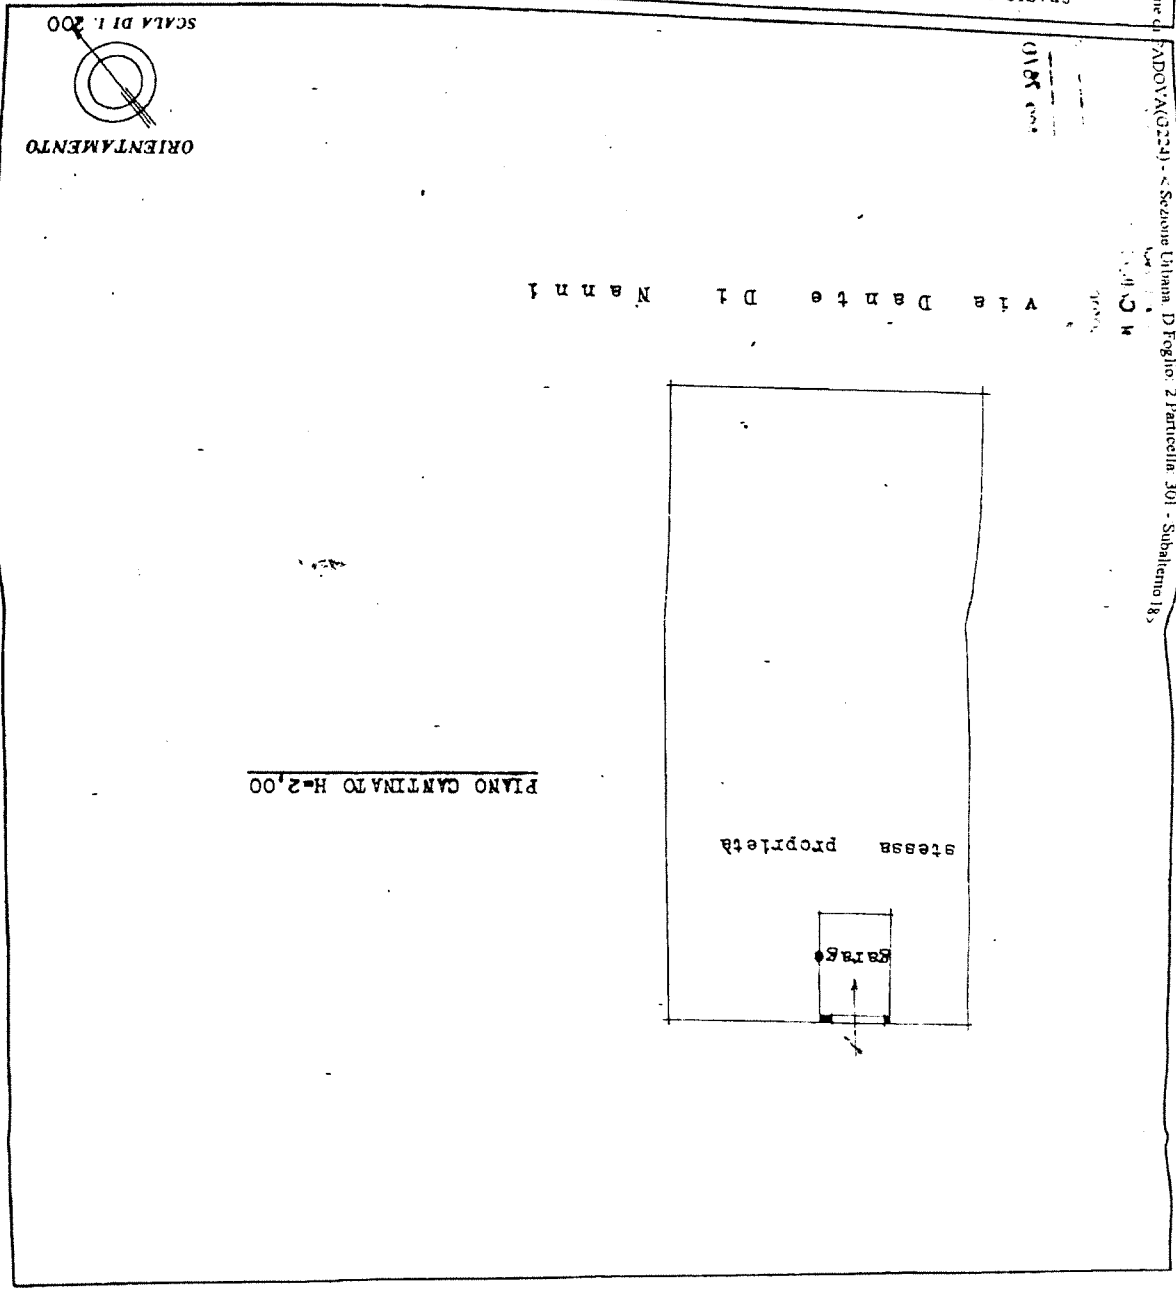 garag
stessa proprietà
PIANO CANTINATO H=2,00
via Dante Di Nanni
ORIENTAMENTO
SCALA DI 1. 200
PADOVA(G224) - < Sezione Urbana: D Foglio: 2 Particella: 301 - Subalterno 18>